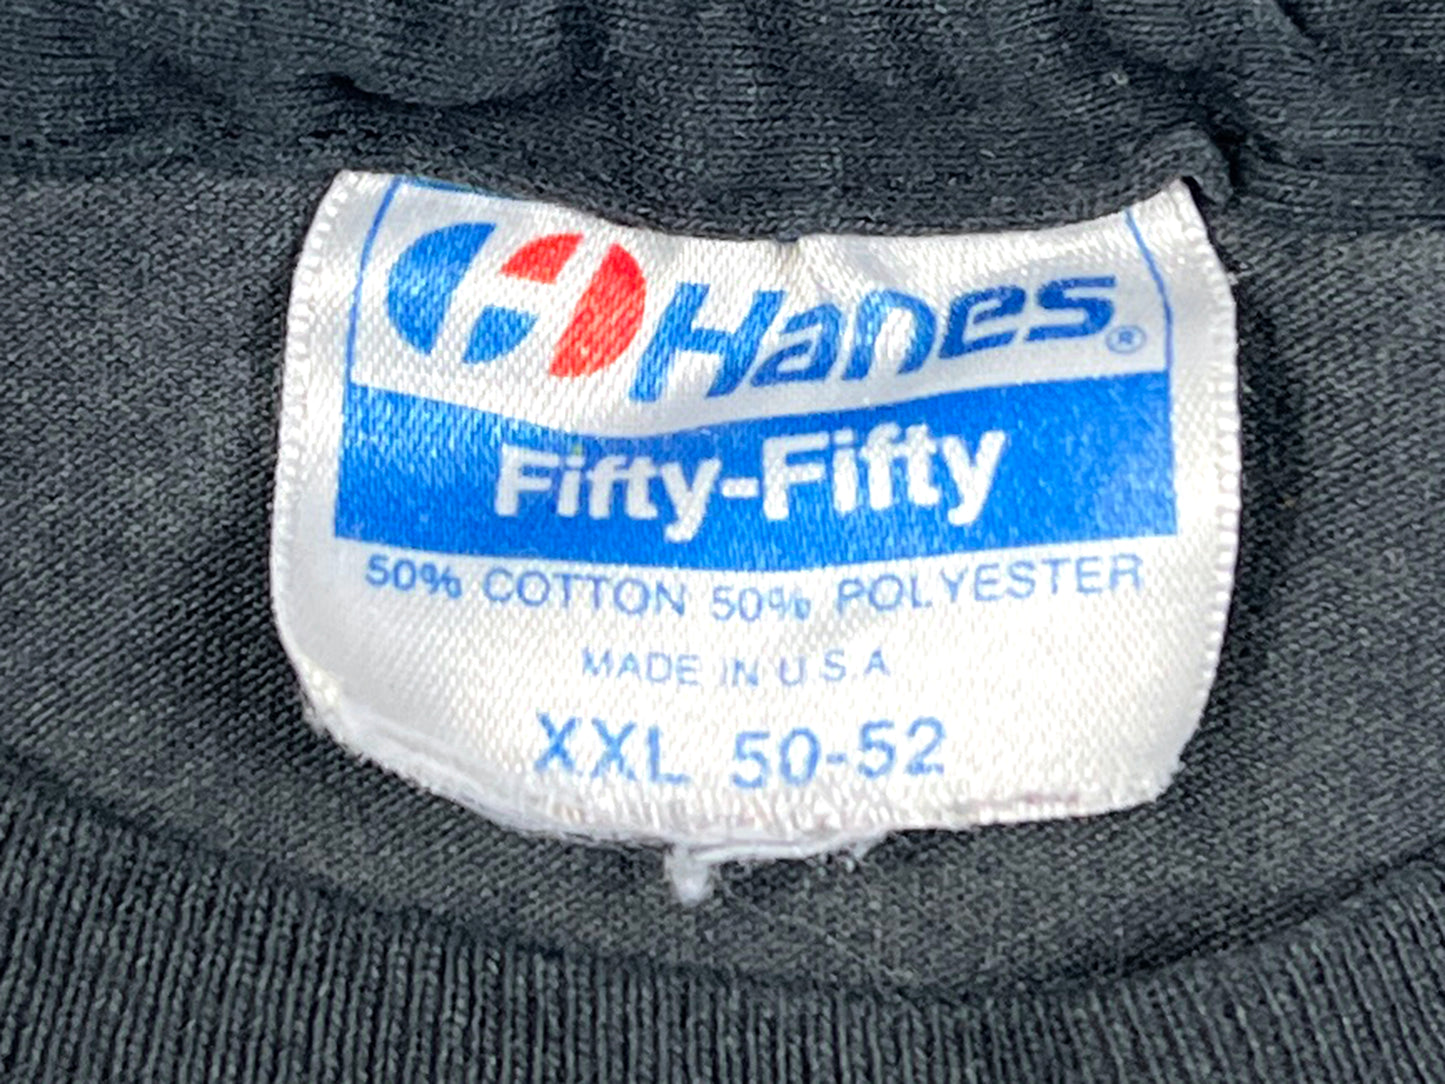 H Hanes®
Fifty-Fifty
50% COTTON 50% POLYESTER
MADE IN U.S.A
XXL 50-52